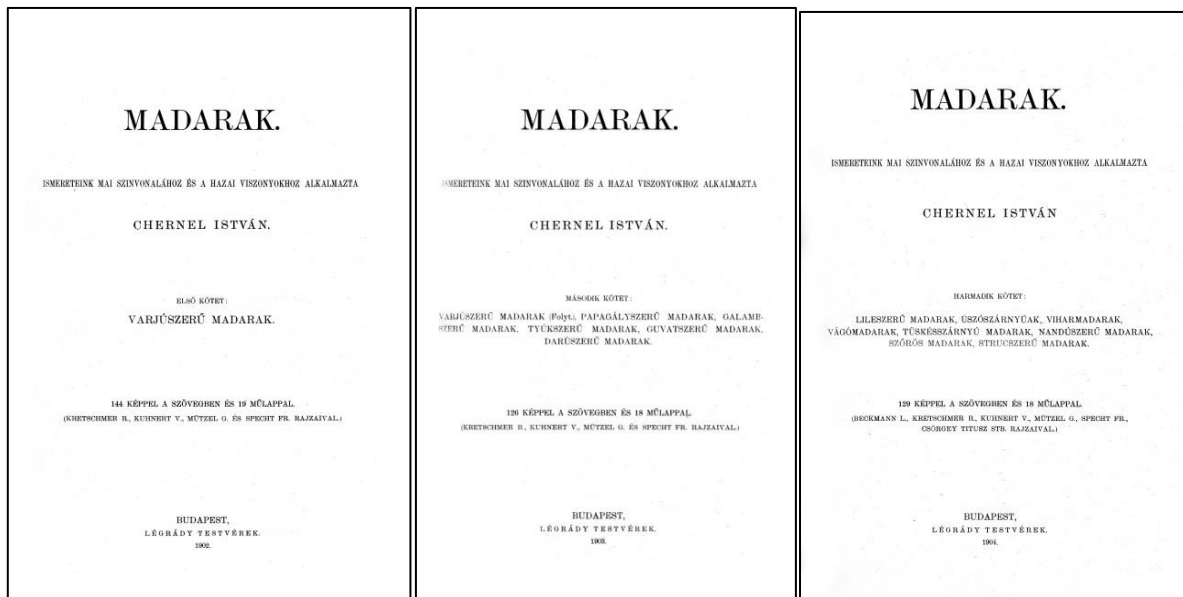 MADARAK.
ISMERETEINK MAI SZINVONALÁHOZ ÉS A HAZAI VISZONYOKHOZ ALKALMAZTA
CHERNEL ISTVÁN.
ELSŐ KÖTET:
VARJÚSZERŰ MADARAK.
144 KÉPPEL A SZÖVEGBEN ÉS 19 MŰLAPPAL.
(KRETSCHMER R., KUHNERT V., MÜTZEL G. ÉS SPECHT FR. RAJZAIVAL.)
BUDAPEST,
LÉGRÁDY TESTVÉREK.
1902.
MADARAK.
ISMERETEINK MAI SZINVONALÁHOZ ÉS A HAZAI VISZONYOKHOZ ALKALMAZTA
CHERNEL ISTVÁN.
MÁSODIK KÖTET:
VARJÚSZERŰ MADARAK (Folyt.), PAPAGÁLYSZERŰ MADARAK, GALAMB-
SZERŰ MADARAK, TYÚKSZERŰ MADARAK, GUVATSZERŰ MADARAK,
DARÚSZERŰ MADARAK.
126 KÉPPEL A SZÖVEGBEN ÉS 18 MŰLAPPAL.
(KRETSCHMER R., KUHNERT V., MÜTZEL G. ÉS SPECHT FR. RAJZAIVAL.)
BUDAPEST,
LÉGRÁDY TESTVÉREK.
1903.
MADARAK.
ISMERETEINK MAI SZINVONALÁHOZ ÉS A HAZAI VISZONYOKHOZ ALKALMAZTA
CHERNEL ISTVÁN
HARMADIK KÖTET:
LILESZERŰ MADARAK, ÚSZÓSZÁRNYÚAK, VIHARMADARAK,
VÁGÓMADARAK, TÜSKÉSSZÁRNYÚ MADARAK, NANDÚSZERŰ MADARAK,
SZŐRÖS MADARAK, STRUCSZERŰ MADARAK.
129 KÉPPEL A SZÖVEGBEN ÉS 18 MŰLAPPAL.
(BECKMANN L., KRETSCHMER R., KUHNERT V., MÜTZEL G., SPECHT FR.,
CSÖRGEY TITUSZ STB. RAJZAIVAL.)
BUDAPEST,
LÉGRÁDY TESTVÉREK.
1904.